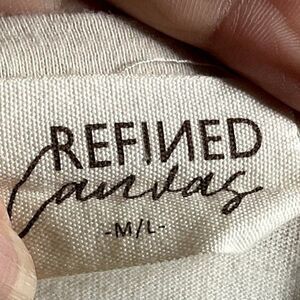 REFINED
Canvas
-M/L-